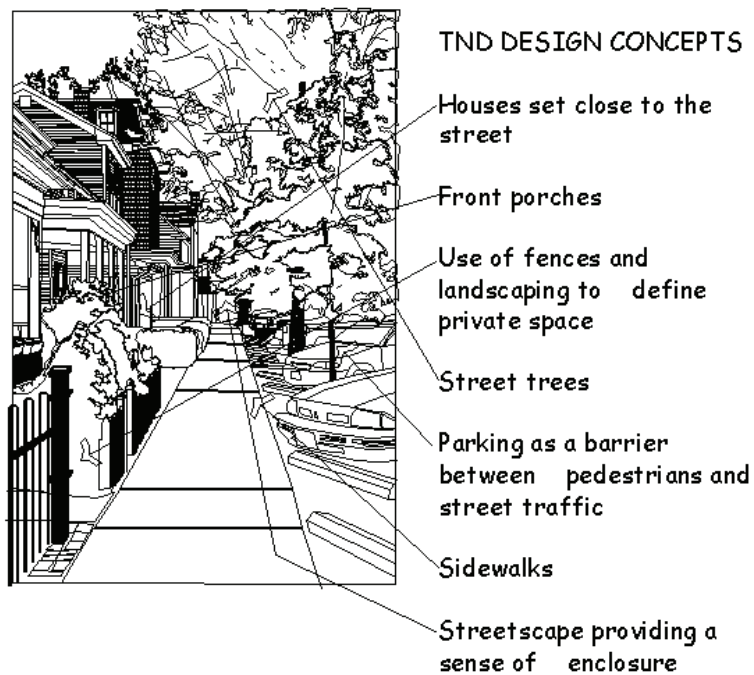 TND DESIGN CONCEPTS
Houses set close to the
street
Front porches
Use of fences and
landscaping to define
private space
Street trees
Parking as a barrier
between pedestrians and
street traffic
Sidewalks
Streetscape providing a
sense of enclosure